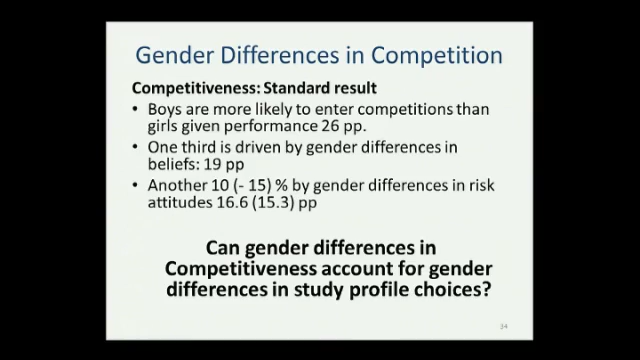 Gender Differences in Competition
Competitiveness: Standard result
• Boys are more likely to enter competitions than
girls given performance 26 pp.
• One third is driven by gender differences in
beliefs: 19 pp
• Another 10 (- 15) % by gender differences in risk
attitudes 16.6 (15.3) pp
Can gender differences in
Competitiveness account for gender
differences in study profile choices?
34